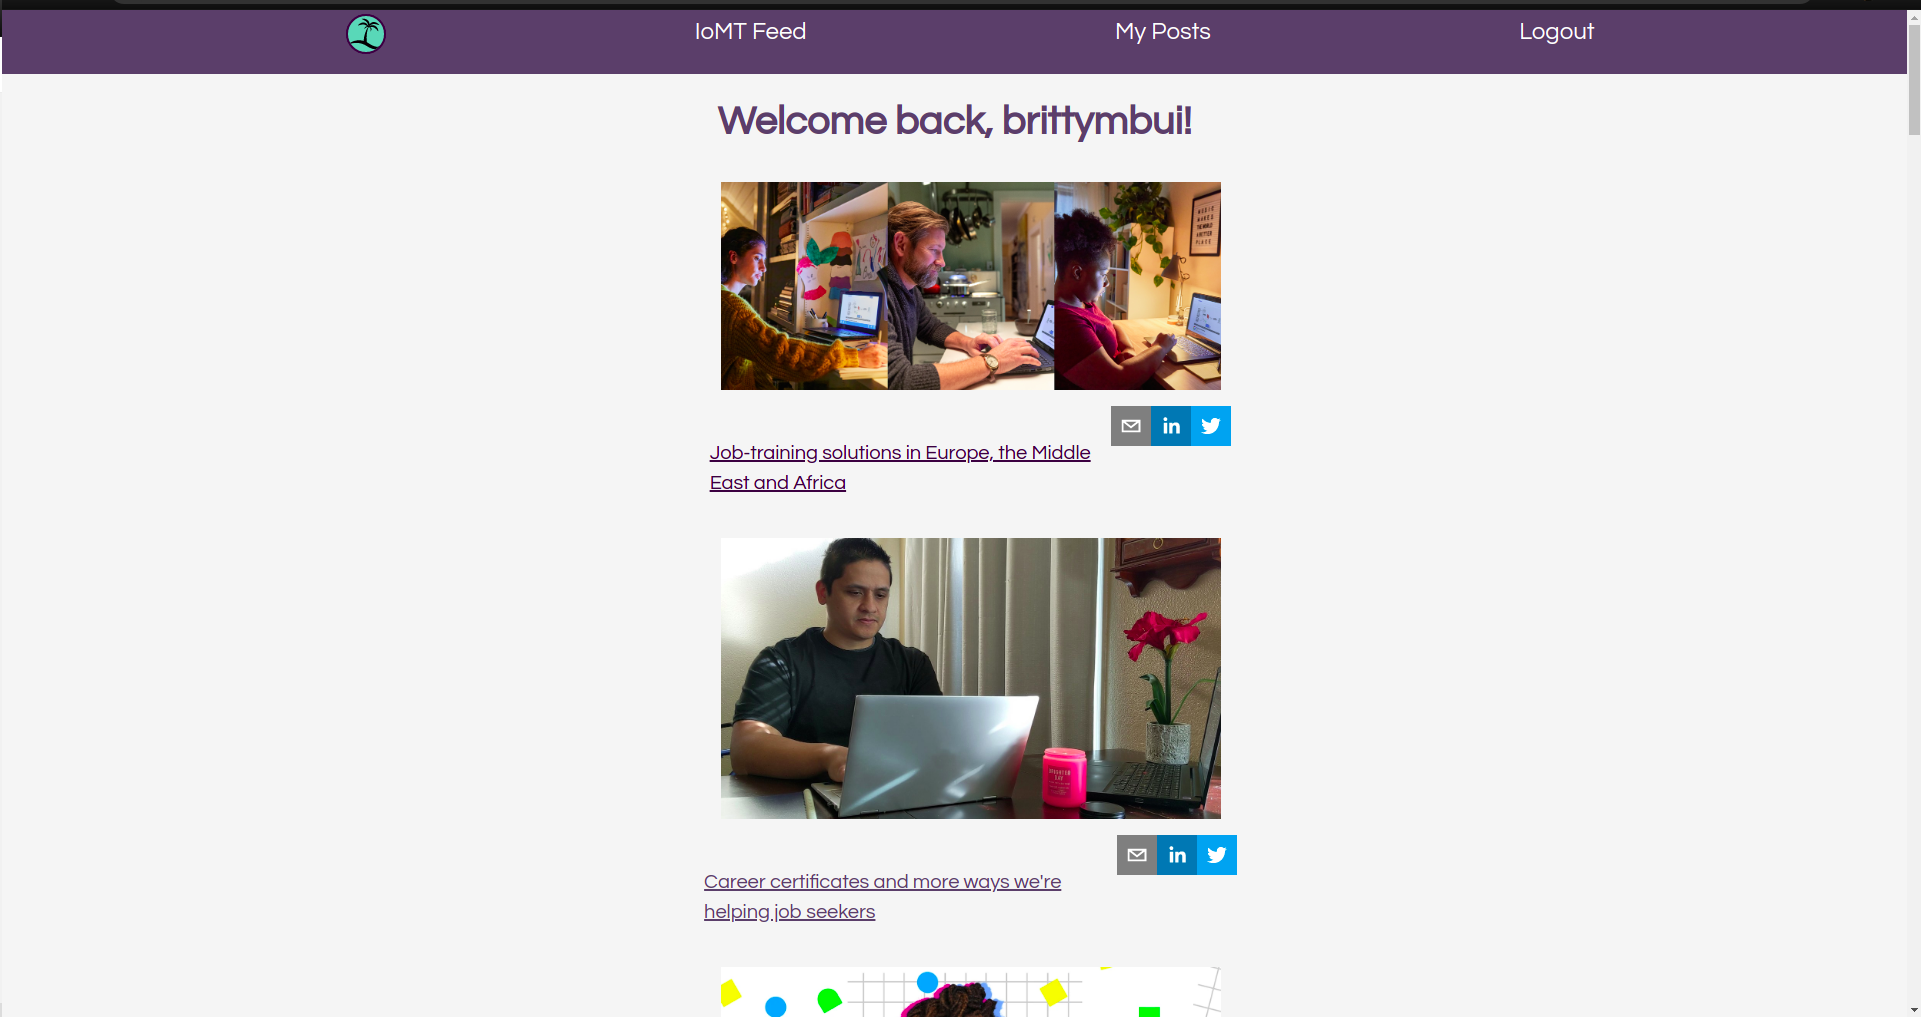 IoMT Feed
My Posts
Logout
Welcome back, brittymbui!
in
Job-training solutions in Europe, the Middle
East and Africa
in
Career certificates and more ways we're
helping job seekers